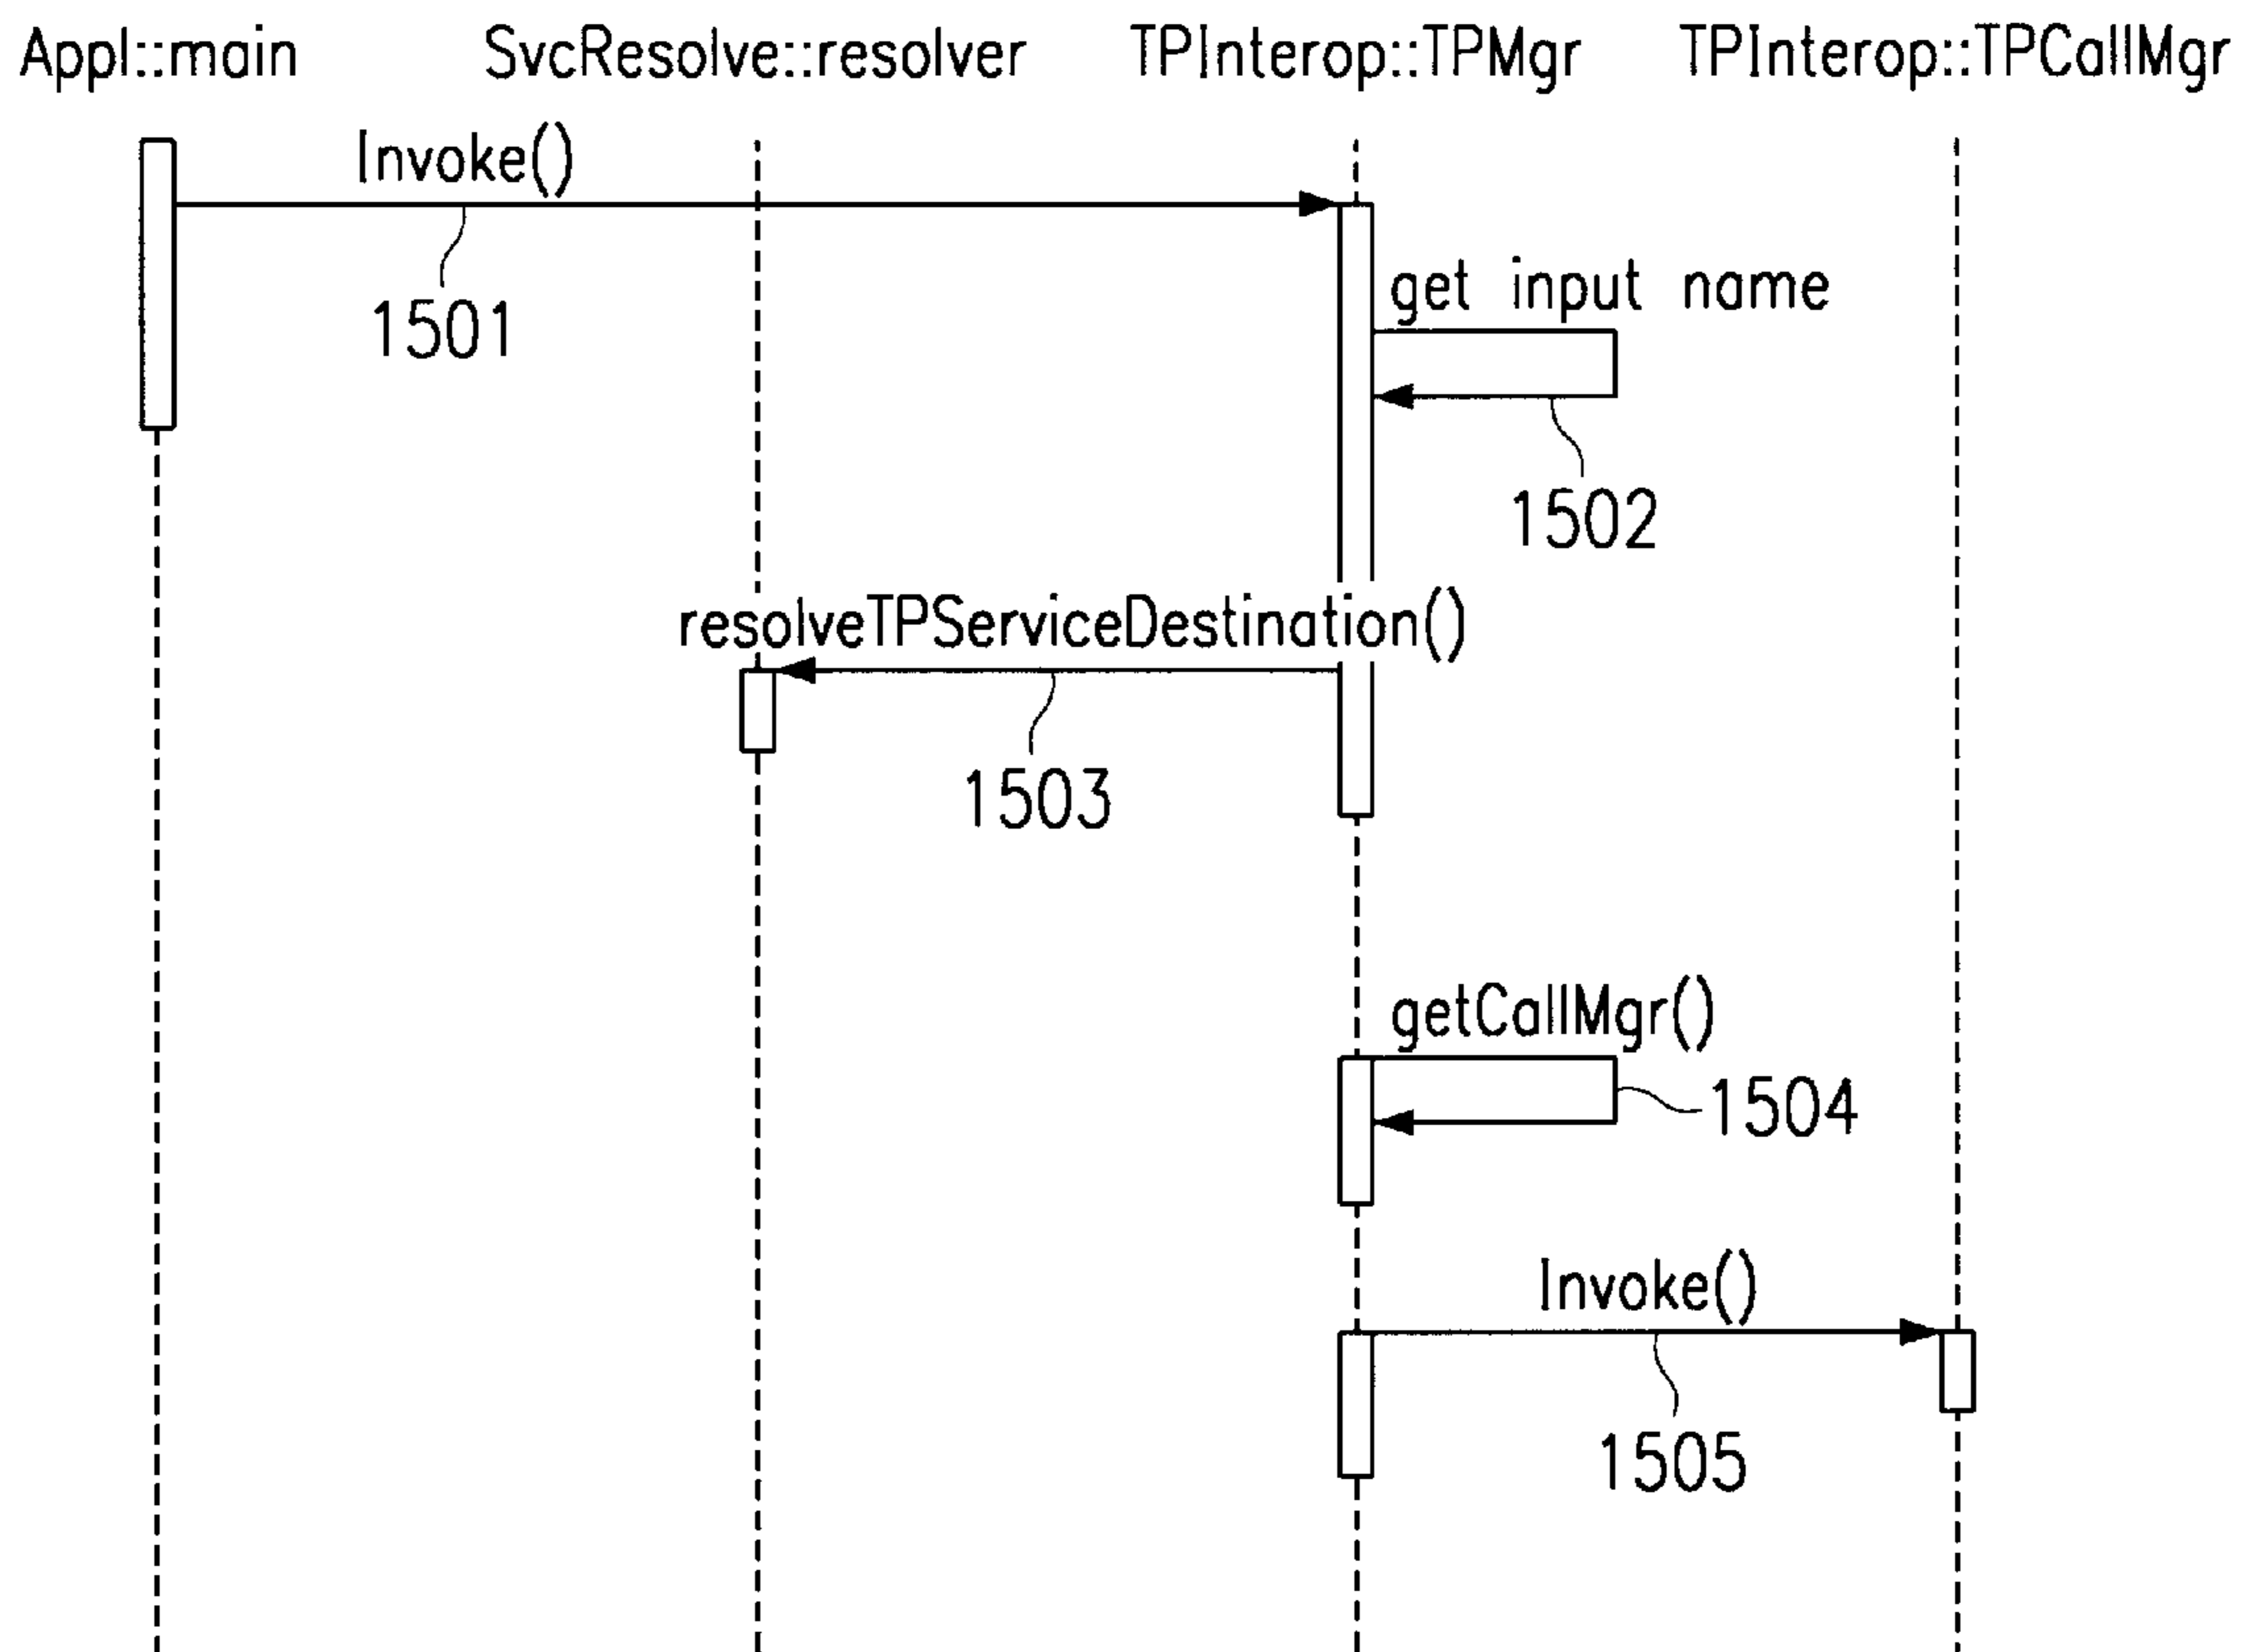 Appl::main SvcResolve::resolver TPInterop::TPMgr TPInterop::TPCallMgr
Invoke()
1501
get input name
1502
resolveTPServiceDestination()
1503
getCallMgr()
1504
Invoke()
1505